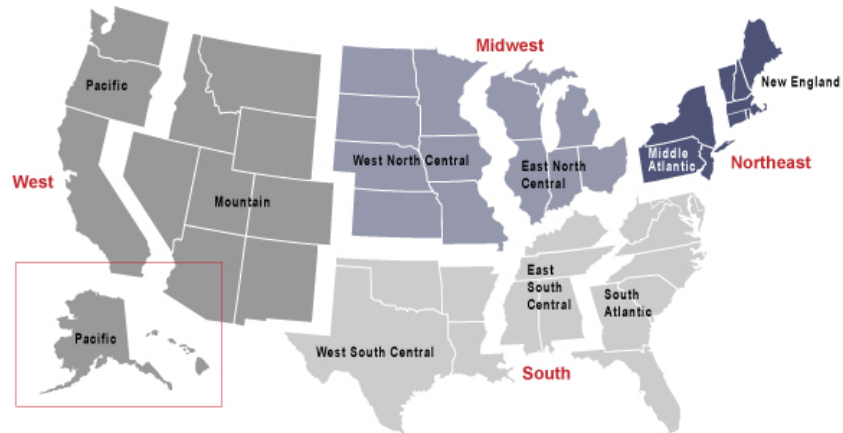 Midwest
Pacific
New England
West North Central
East North
Central
Middle
Atlantic
Northeast
West
Mountain
East
South
Central
South
Atlantic
Pacific
West South Central
South